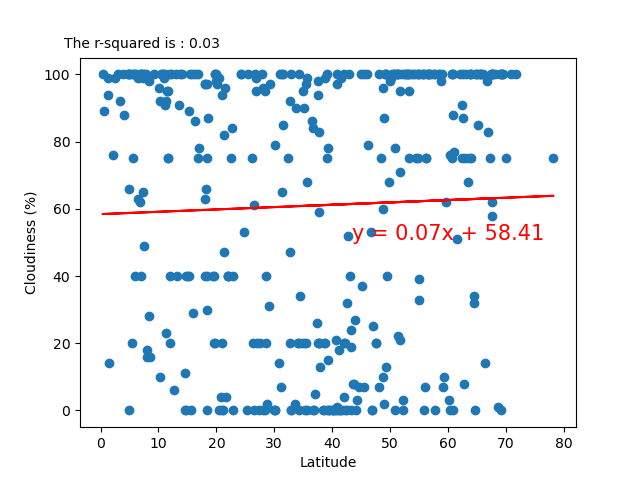 The r-squared is : 0.03
100
80
60
40
20
0
Cloudiness (%)
y = 0.07x + 58.41
0 10 20 30 40 50 60 70 80
Latitude